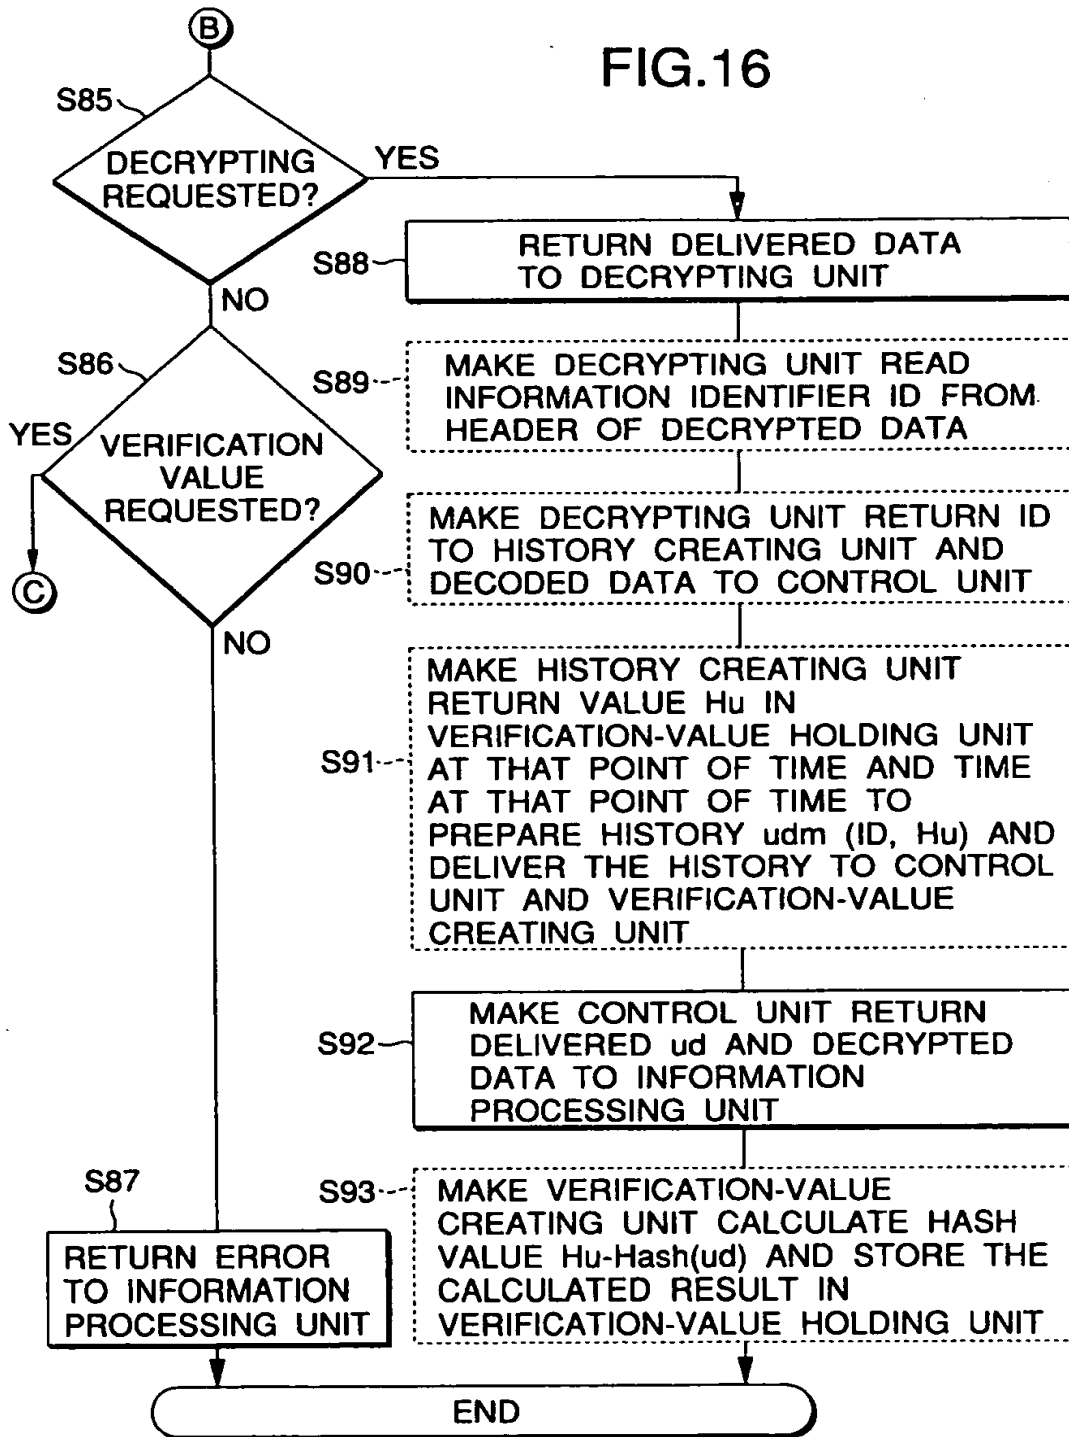 B
FIG.16
S85
DECRYPTING
REQUESTED?
YES
NO
S88
RETURN DELIVERED DATA
TO DECRYPTING UNIT
S86
YES
VERIFICATION
VALUE
REQUESTED?
C
NO
S89
MAKE DECRYPTING UNIT READ
INFORMATION IDENTIFIER ID FROM
HEADER OF DECRYPTED DATA
S90
MAKE DECRYPTING UNIT RETURN ID
TO HISTORY CREATING UNIT AND
DECODED DATA TO CONTROL UNIT
S91
MAKE HISTORY CREATING UNIT
RETURN VALUE Hu IN
VERIFICATION-VALUE HOLDING UNIT
AT THAT POINT OF TIME AND TIME
AT THAT POINT OF TIME TO
PREPARE HISTORY udm (ID, Hu) AND
DELIVER THE HISTORY TO CONTROL
UNIT AND VERIFICATION-VALUE
CREATING UNIT
S92
MAKE CONTROL UNIT RETURN
DELIVERED ud AND DECRYPTED
DATA TO INFORMATION
PROCESSING UNIT
S87
RETURN ERROR
TO INFORMATION
PROCESSING UNIT
S93
MAKE VERIFICATION-VALUE
CREATING UNIT CALCULATE HASH
VALUE Hu-Hash(ud) AND STORE THE
CALCULATED RESULT IN
VERIFICATION-VALUE HOLDING UNIT
END